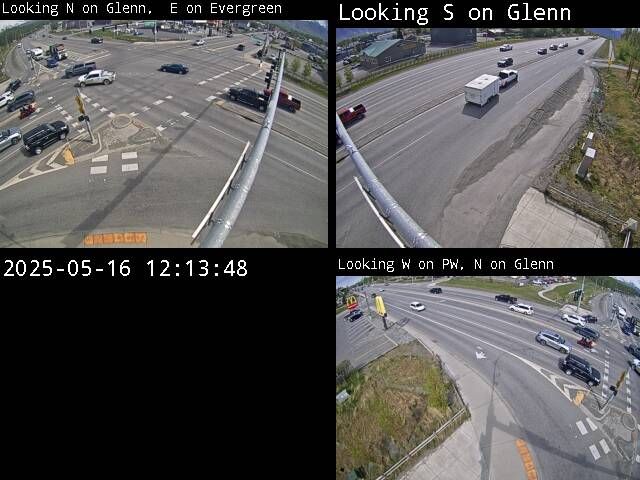 Looking N on Glenn,  E on Evergreen
Looking S on Glenn
2025-05-16 12:13:48
Looking W on PW, N on Glenn